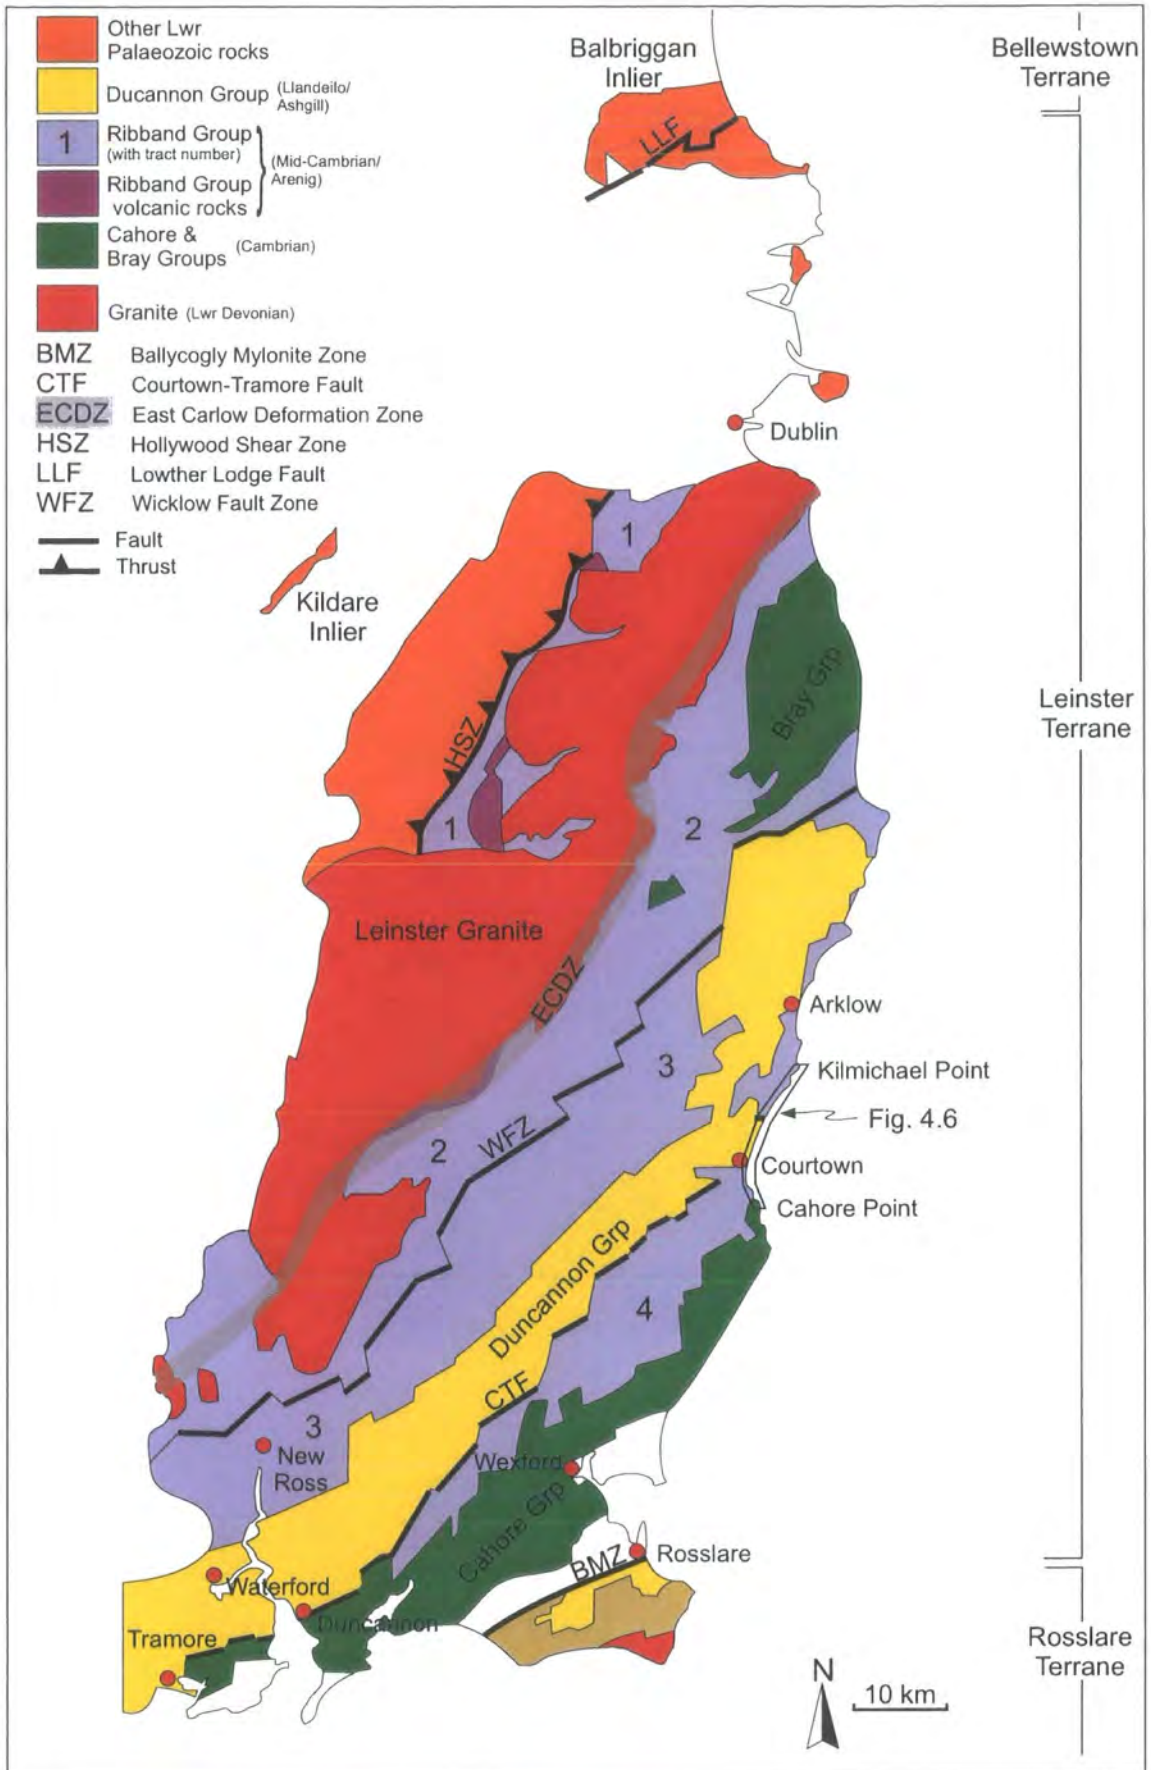 Other Lwr
Palaeozoic rocks
Ducannon Group (Llandeilo/
Ashgill)
1
Ribband Group
(with tract number)
(Mid-Cambrian/
Arenig)
Ribband Group
volcanic rocks
Cahore &
Bray Groups (Cambrian)
Granite (Lwr Devonian)
BMZ Ballycogly Mylonite Zone
CTF Courtown-Tramore Fault
ECDZ East Carlow Deformation Zone
HSZ Hollywood Shear Zone
LLF Lowther Lodge Fault
WFZ Wicklow Fault Zone
Fault
Thrust
Balbriggan
Inlier
LLF
Bellewstown
Terrane
Dublin
1
Kildare
Inlier
Bray Grp
HSZ
Leinster
Terrane
1
2
Leinster Granite
ECDZ
Arklow
3
Kilmichael Point
Fig. 4.6
2
WFZ
Courtown
Cahore Point
Duncannon Grp
4
CTF
3
New
Ross
Wexford
Cahore Grp
BMZ
Rosslare
Waterford
Duncannon
Tramore
Rosslare
Terrane
N
10 km